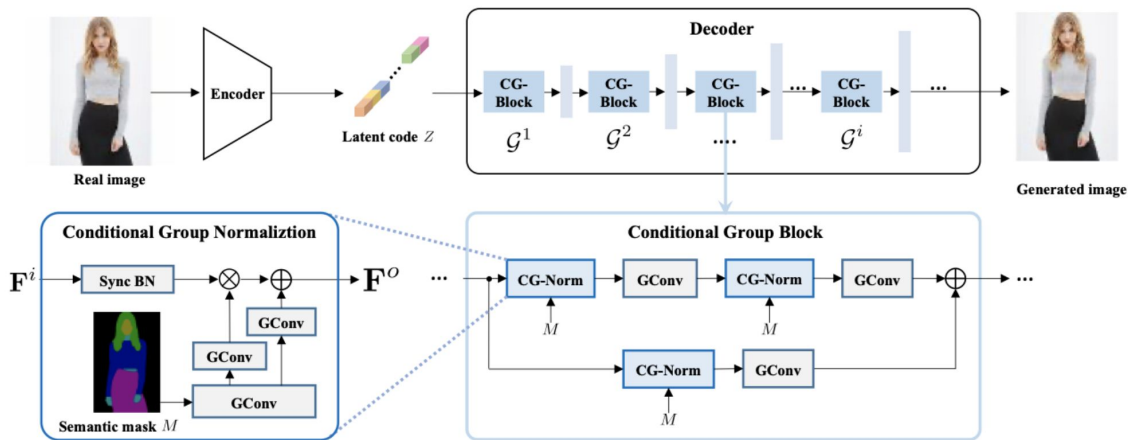 Decoder
Encoder
CG-
Block
CG-
Block
CG-
Block
...
CG-
Block
...
Latent code Z
𝒢¹
𝒢²
....
𝒢ⁱ
Real image
Generated image
Conditional Group Normaliztion
Conditional Group Block
𝐅ⁱ
Sync BN
⊗
⊕
𝐅ᴼ
...
CG-Norm
GConv
CG-Norm
GConv
⊕
...
GConv
M
M
GConv
CG-Norm
GConv
GConv
M
Semantic mask M